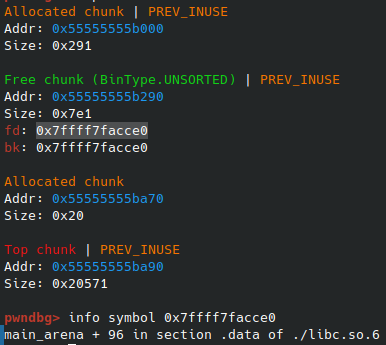 Allocated chunk | PREV_INUSE
Addr: 0x55555555b000
Size: 0x291
Free chunk (BinType.UNSORTED) | PREV_INUSE
Addr: 0x55555555b290
Size: 0x7e1
fd: 0x7ffff7facce0
bk: 0x7ffff7facce0
Allocated chunk
Addr: 0x55555555ba70
Size: 0x20
Top chunk | PREV_INUSE
Addr: 0x55555555ba90
Size: 0x20571
pwndbg> info symbol 0x7ffff7facce0
main_arena + 96 in section .data of ./libc.so.6